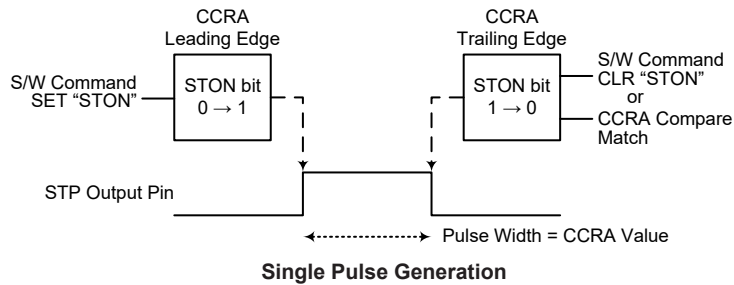 CCRA
Leading Edge
CCRA
Trailing Edge
S/W Command
SET “STON”
STON bit
0 → 1
STON bit
1 → 0
S/W Command
CLR “STON”
or
CCRA Compare
Match
STP Output Pin
Pulse Width = CCRA Value
Single Pulse Generation